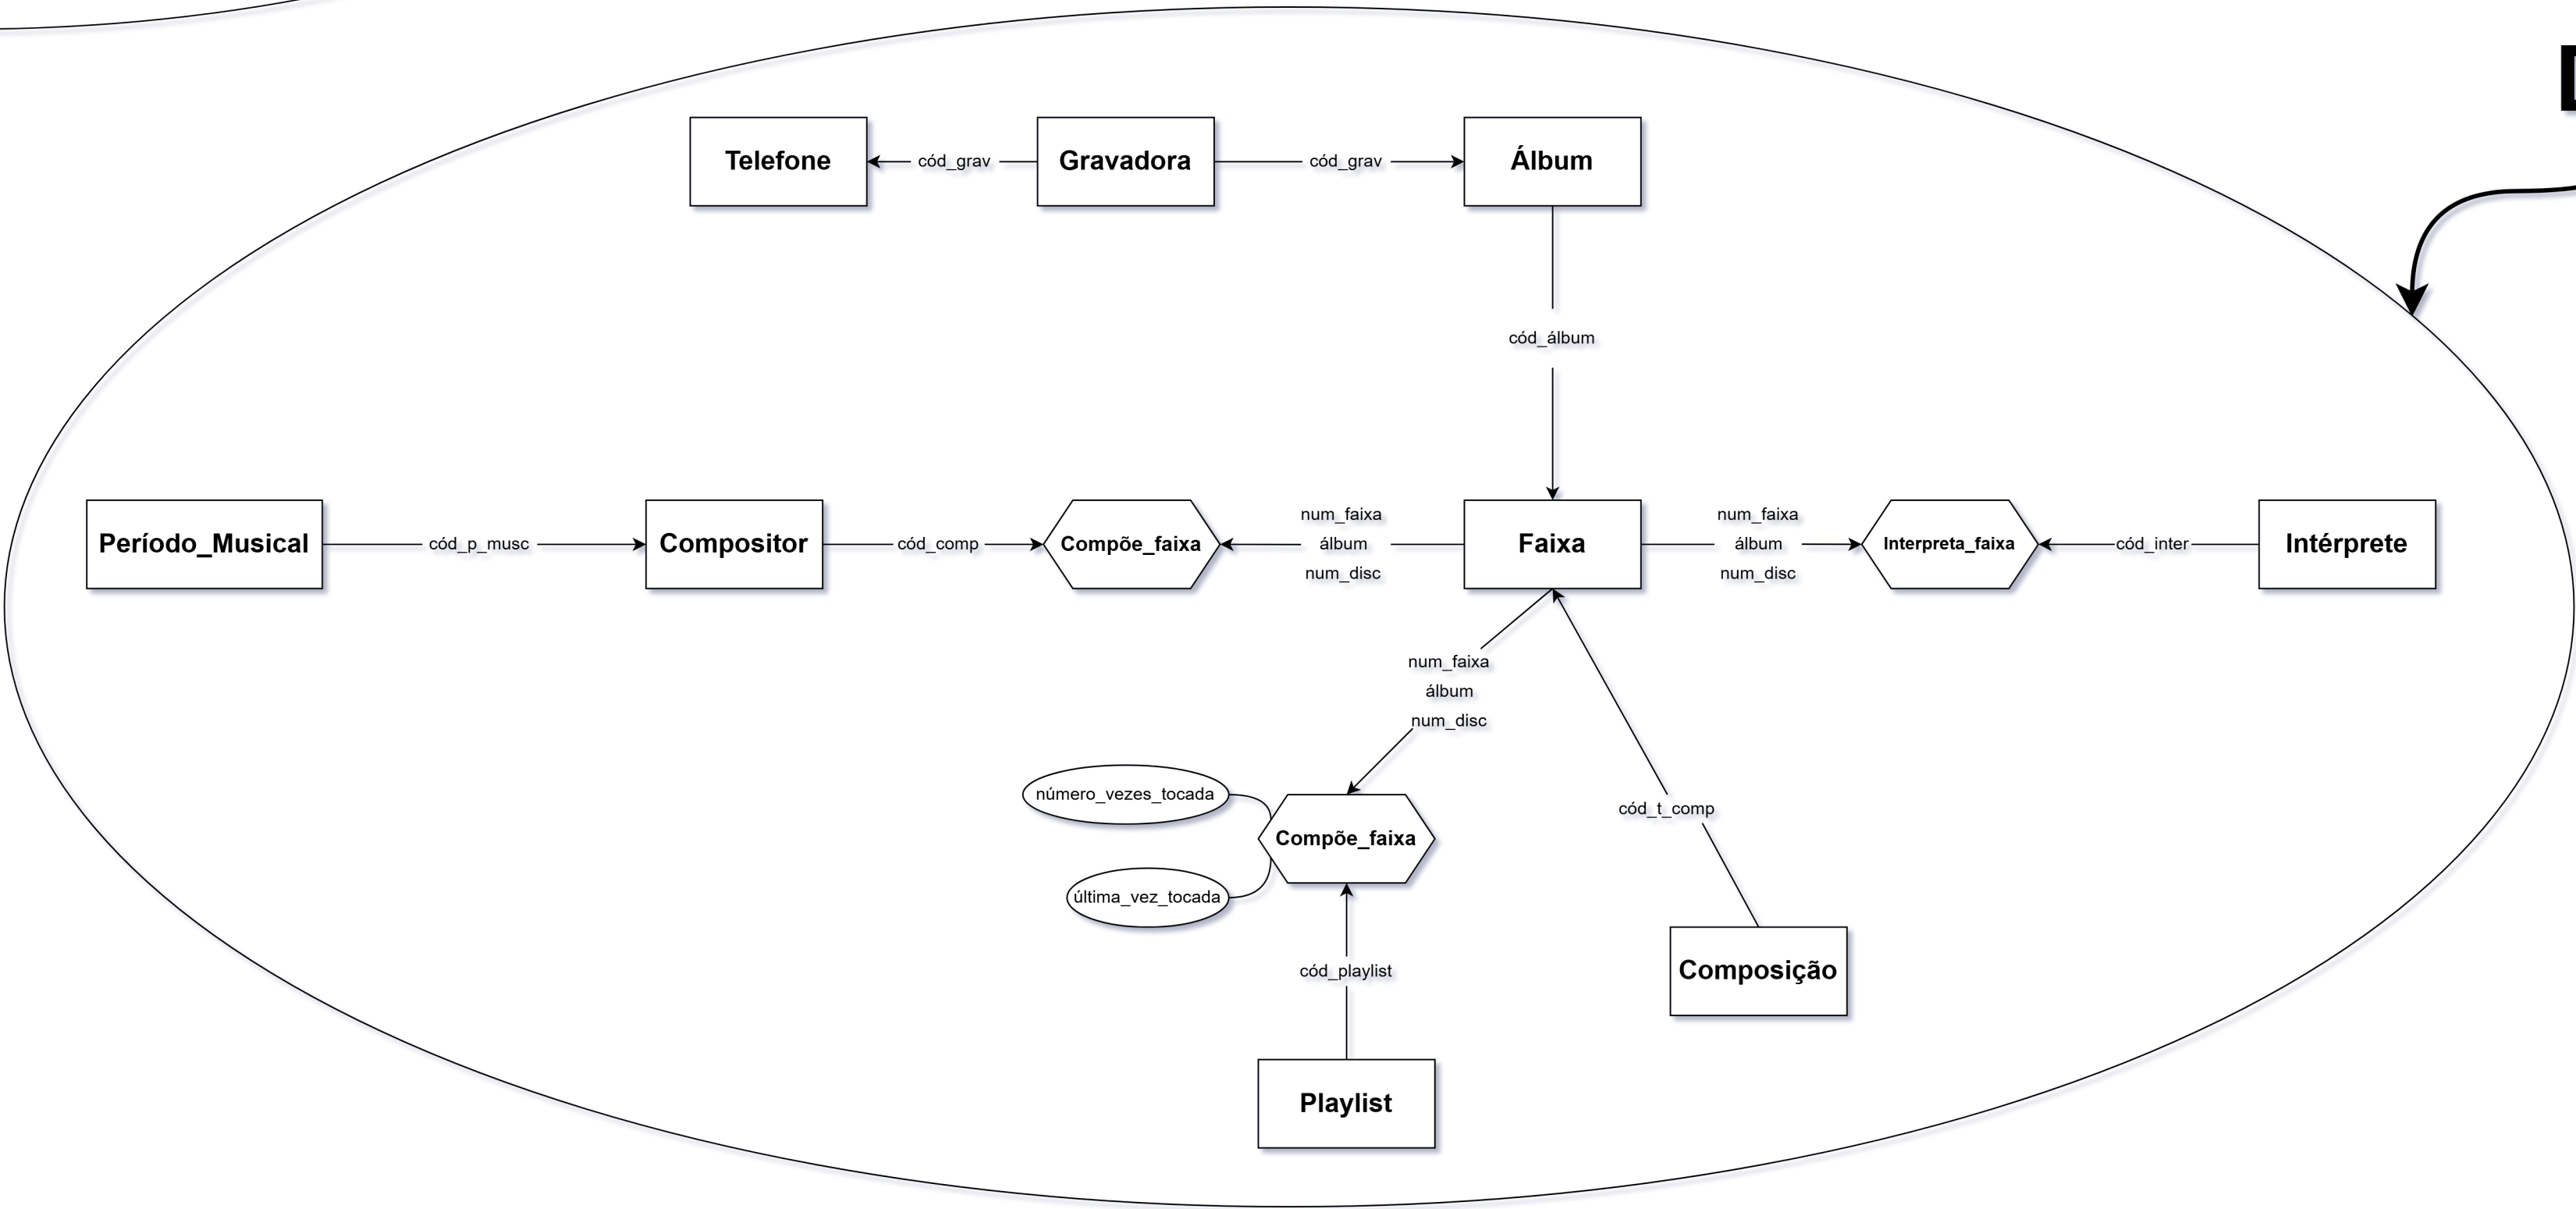 Telefone
cód_grav
Gravadora
cód_grav
Álbum
cód_álbum
Período_Musical
cód_p_musc
Compositor
cód_comp
Compõe_faixa
num_faixa
álbum
num_disc
Faixa
num_faixa
álbum
num_disc
Interpreta_faixa
cód_inter
Intérprete
num_faixa
álbum
num_disc
número_vezes_tocada
Compõe_faixa
última_vez_tocada
cód_t_comp
cód_playlist
Composição
Playlist